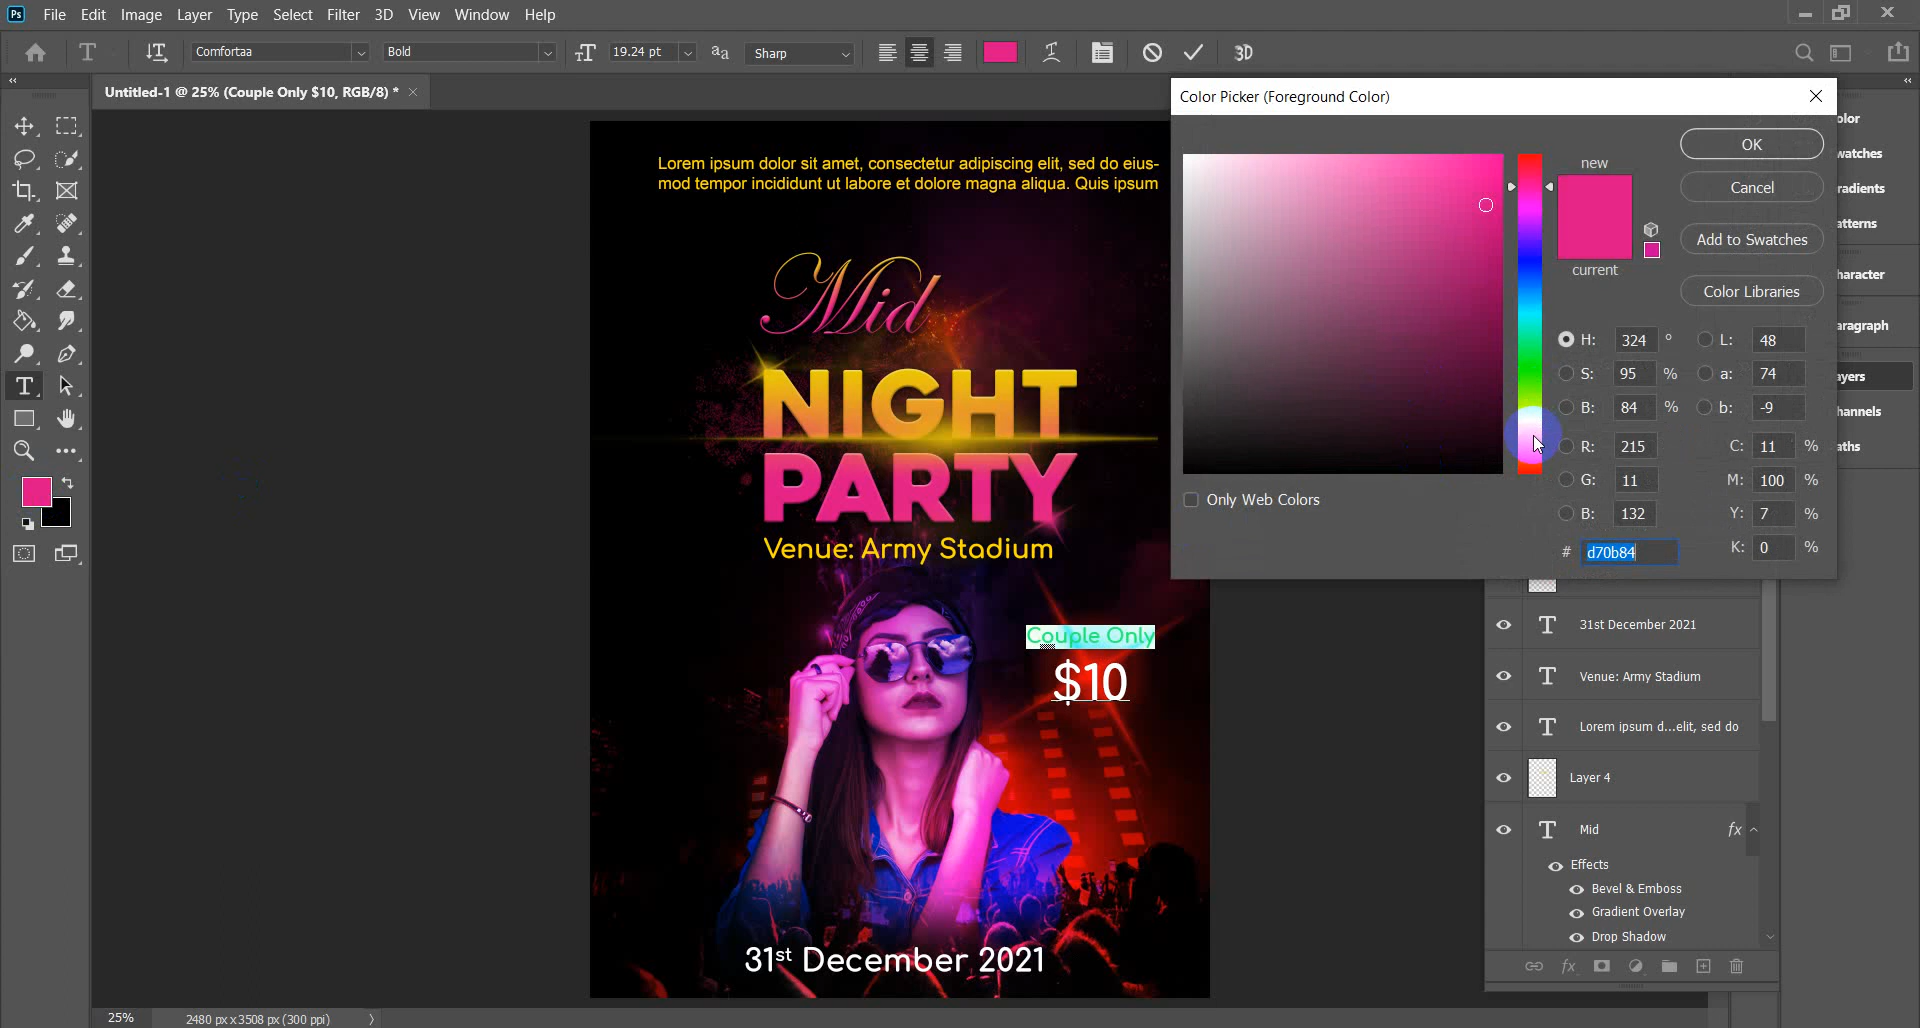 Ps File Edit Image Layer Type Select Filter 3D View Window Help
T Comfortaa Bold 19.24 pt aa Sharp 3D
Untitled-1 @ 25% (Couple Only $10, RGB/8) * ×
Lorem ipsum dolor sit amet, consectetur adipiscing elit, sed do eius-
mod tempor incididunt ut labore et dolore magna aliqua. Quis ipsum
Mid
NIGHT
PARTY
Venue: Army Stadium
Couple Only
$10
31st December 2021
Color Picker (Foreground Color)
new
current
OK
Cancel
Add to Swatches
Color Libraries
H: 324 °
S: 95 %
B: 84 %
R: 215
G: 11
B: 132
# d70b84
L: 48
a: 74
b: -9
C: 11 %
M: 100 %
Y: 7 %
K: 0 %
Only Web Colors
olor
watches
radients
atterns
haracter
aragraph
ayers
hannels
aths
T 31st December 2021
T Venue: Army Stadium
T Lorem ipsum d...elit, sed do
Layer 4
T Mid fx
Effects
Bevel & Emboss
Gradient Overlay
Drop Shadow
fx
25% 2480 px x 3508 px (300 ppi)